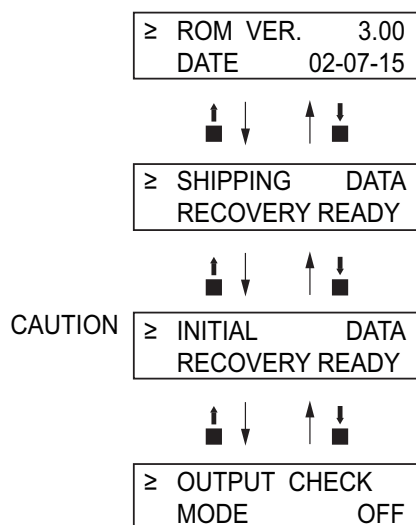 ≥ ROM VER. 3.00
DATE 02-07-15
≥ SHIPPING DATA
RECOVERY READY
CAUTION
≥ INITIAL DATA
RECOVERY READY
≥ OUTPUT CHECK
MODE OFF